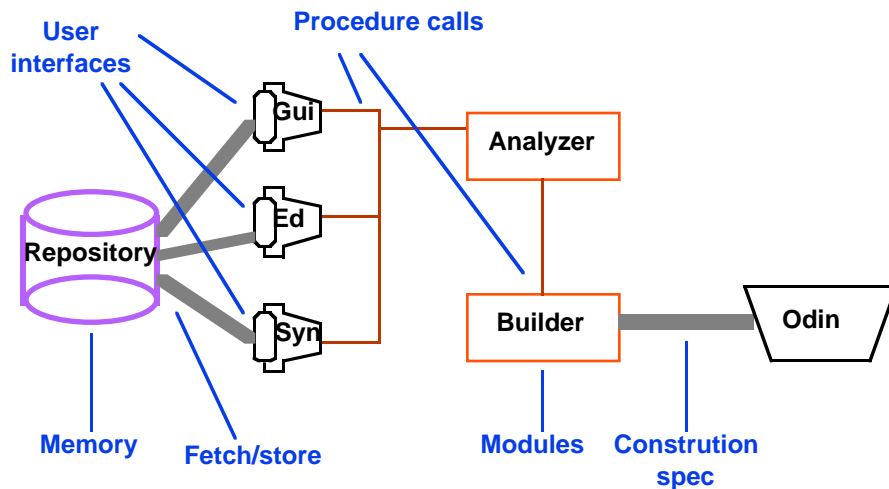 User
interfaces
Procedure calls
Gui
Analyzer
Ed
Repository
Syn
Builder
Odin
Memory
Fetch/store
Modules
Constrution
spec